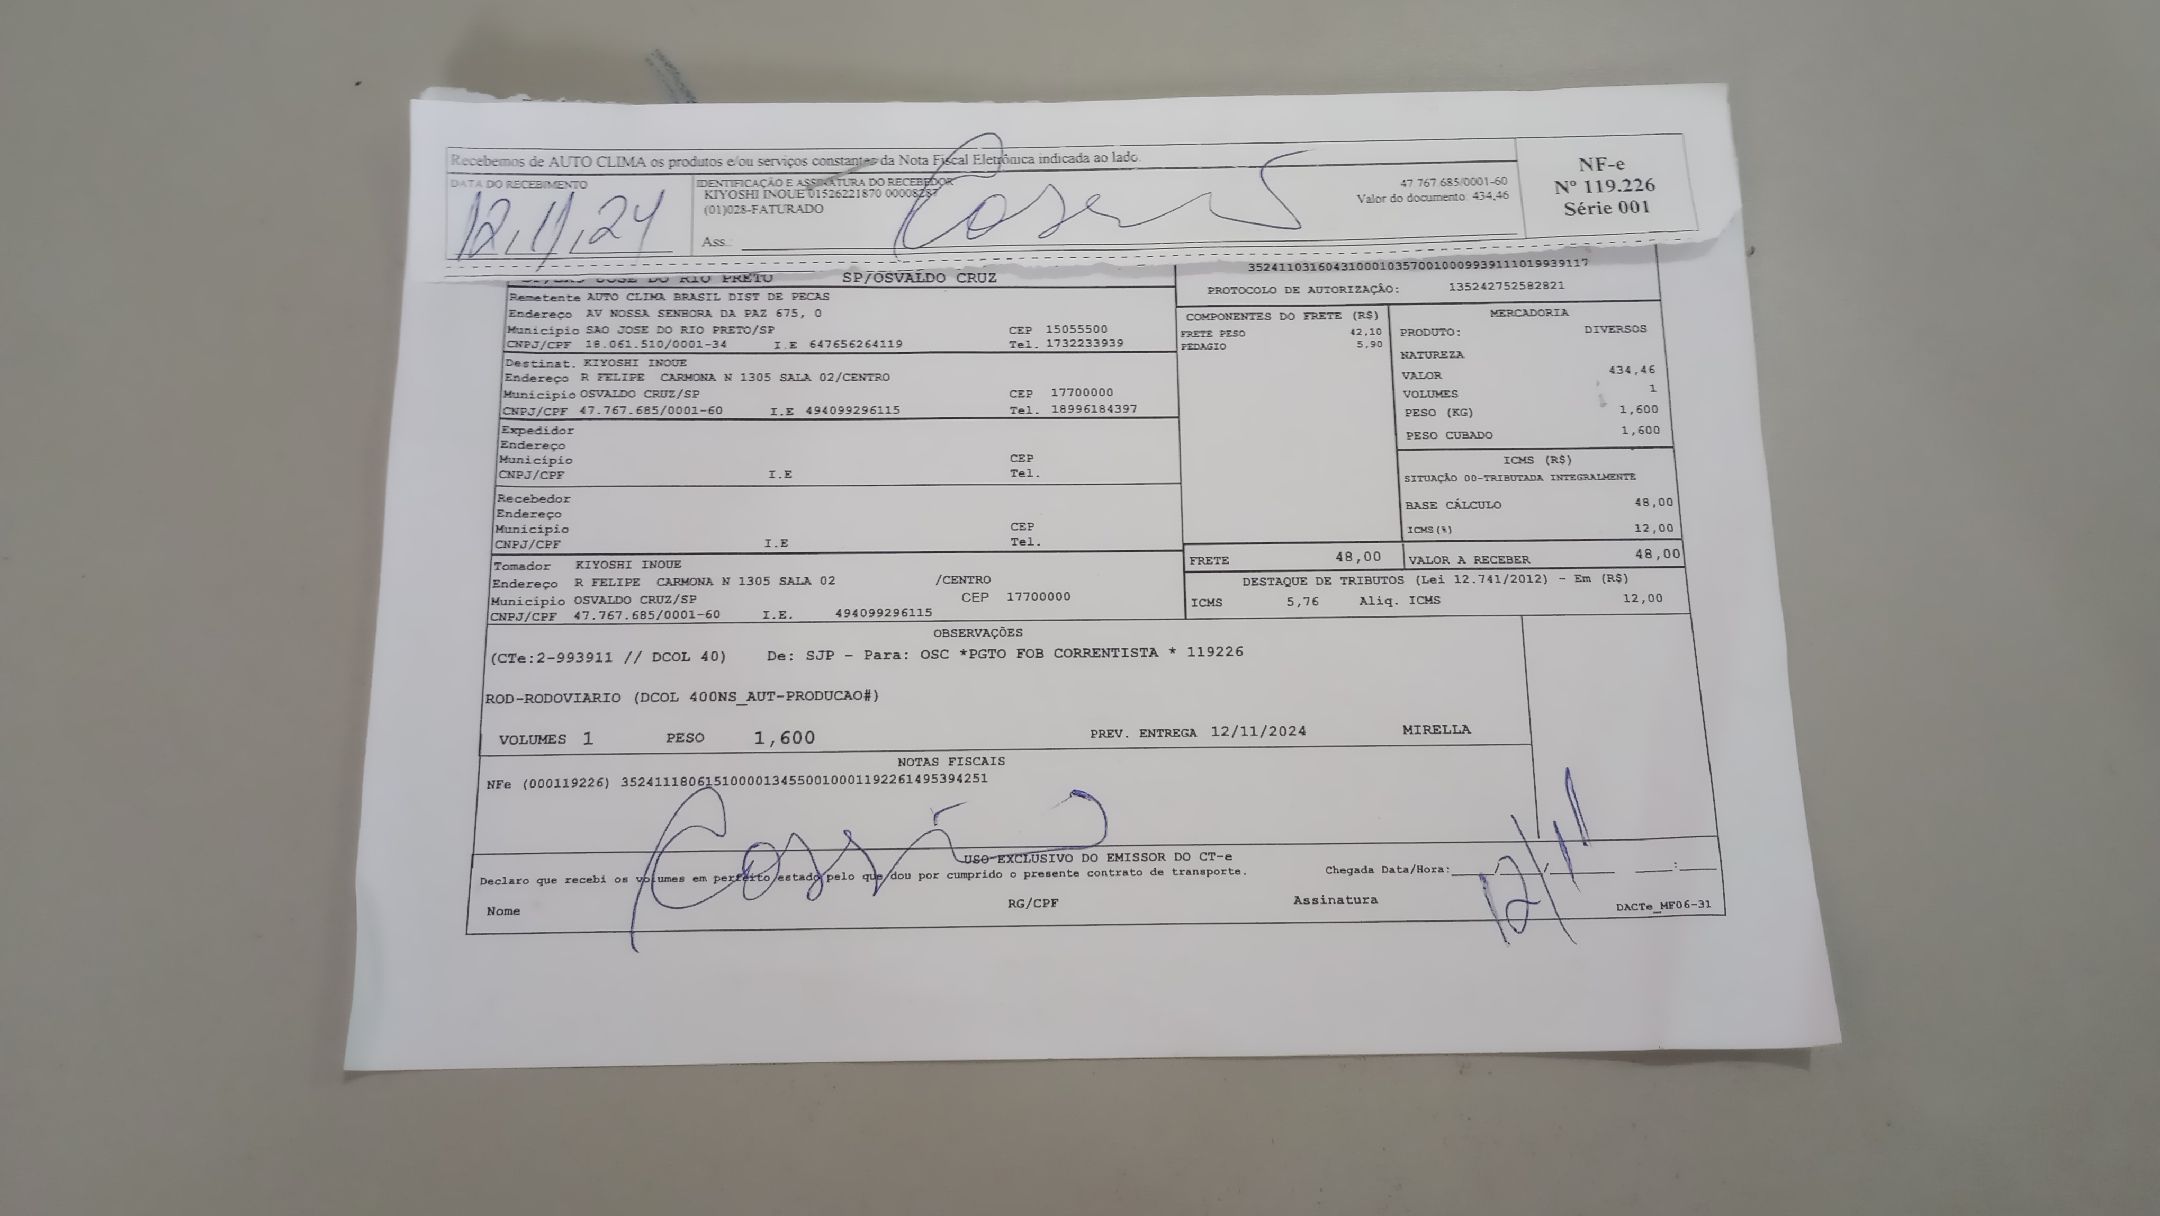 Recebemos de AUTO CLIMA os produtos e/ou serviços constantes da Nota Fiscal Eletrônica indicada ao lado.
DATA DO RECEBIMENTO
12.11.24
IDENTIFICAÇÃO E ASSINATURA DO RECEBEDOR
KIYOSHI INOUE 01526221870 00008287
(01)028-FATURADO
Ass.:
47.767.685/0001-60
Valor do documento: 434,46
NF-e
Nº 119.226
Série 001
JOSE DO RIO PRETO SP/OSVALDO CRUZ
Remetente AUTO CLIMA BRASIL DIST DE PECAS
Endereço AV NOSSA SENHORA DA PAZ 675, 0
Município SAO JOSE DO RIO PRETO/SP CEP 15055500
CNPJ/CPF 18.061.510/0001-34 I.E 647656264119 Tel. 1732233939
Destinat. KIYOSHI INOUE
Endereço R FELIPE CARMONA N 1305 SALA 02/CENTRO
Município OSVALDO CRUZ/SP CEP 17700000
CNPJ/CPF 47.767.685/0001-60 I.E 494099296115 Tel. 18996184397
Expedidor
Endereço
Município CEP
CNPJ/CPF I.E Tel.
Recebedor
Endereço
Município CEP
CNPJ/CPF I.E Tel.
Tomador KIYOSHI INOUE
Endereço R FELIPE CARMONA N 1305 SALA 02 /CENTRO
Município OSVALDO CRUZ/SP CEP 17700000
CNPJ/CPF 47.767.685/0001-60 I.E. 494099296115
35241103160431000103570010009939111019939117
PROTOCOLO DE AUTORIZAÇÃO: 135242752582821
COMPONENTES DO FRETE (R$)
FRETE PESO 42,10
PEDAGIO 5,90
MERCADORIA
PRODUTO: DIVERSOS
NATUREZA
VALOR 434,46
VOLUMES 1
PESO (KG) 1,600
PESO CUBADO 1,600
ICMS (R$)
SITUAÇÃO 00-TRIBUTADA INTEGRALMENTE
BASE CÁLCULO 48,00
ICMS(%) 12,00
FRETE 48,00 VALOR A RECEBER 48,00
DESTAQUE DE TRIBUTOS (Lei 12.741/2012) - Em (R$)
ICMS 5,76 Aliq. ICMS 12,00
OBSERVAÇÕES
(CTe:2-993911 // DCOL 40) De: SJP - Para: OSC *PGTO FOB CORRENTISTA * 119226
ROD-RODOVIARIO (DCOL 400NS_AUT-PRODUCAO#)
VOLUMES 1 PESO 1,600 PREV. ENTREGA 12/11/2024 MIRELLA
NOTAS FISCAIS
NFe (000119226) 35241118061510000134550010001192261495394251
USO EXCLUSIVO DO EMISSOR DO CT-e
Declaro que recebi os volumes em perfeito estado pelo que dou por cumprido o presente contrato de transporte. Chegada Data/Hora:____/____/____ ____:____
12/11
Nome RG/CPF Assinatura DACTe_MF06-31